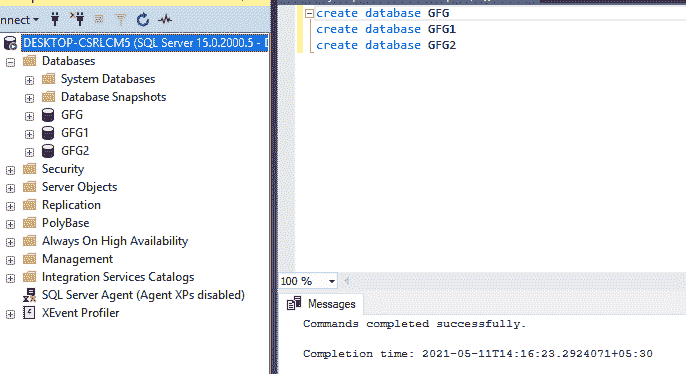 nnect
DESKTOP-CSRLCM5 (SQL Server 15.0.2000.5 - D
Databases
System Databases
Database Snapshots
GFG
GFG1
GFG2
Security
Server Objects
Replication
PolyBase
Always On High Availability
Management
Integration Services Catalogs
SQL Server Agent (Agent XPs disabled)
XEvent Profiler
create database GFG
create database GFG1
create database GFG2
100 %
Messages
Commands completed successfully.
Completion time: 2021-05-11T14:16:23.2924071+05:30